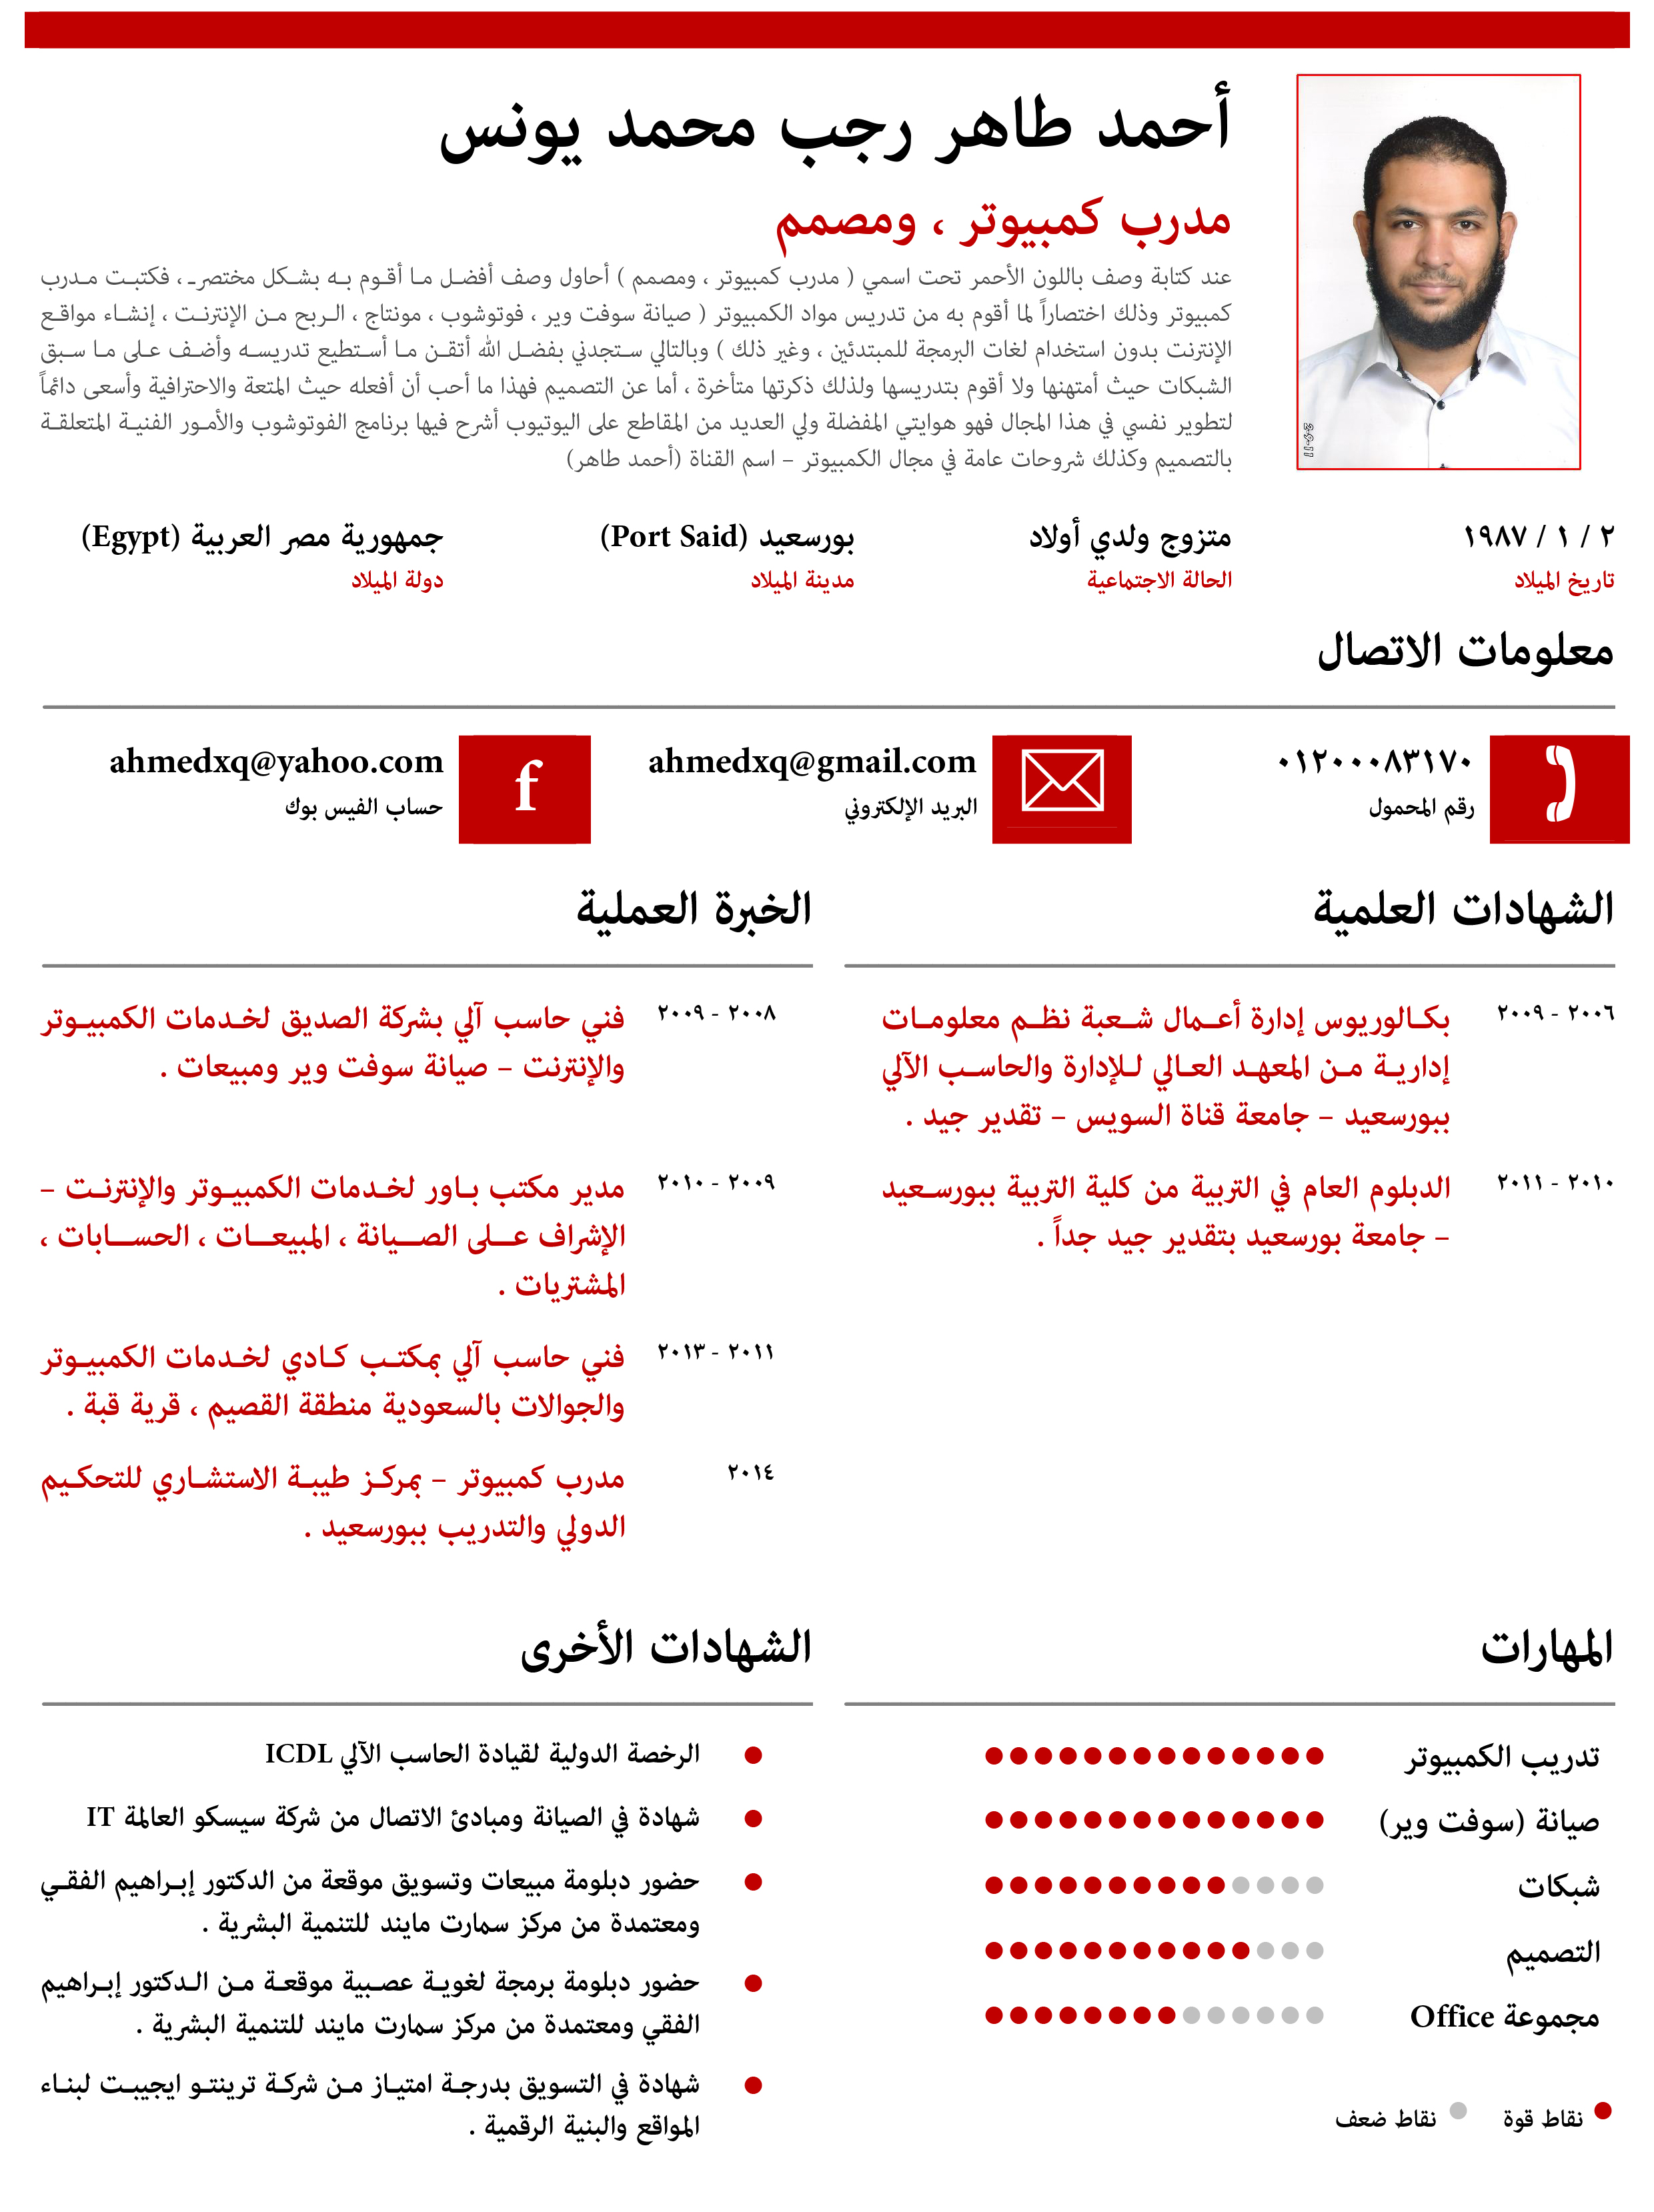 أحمد طاهر رجب محمد يونس
مدرب كمبيوتر ، ومصمم
عند كتابة وصف باللون الأحمر تحت اسمي ( مدرب كمبيوتر ، ومصمم ) أحاول وصف أفضل ما أقوم به بشكل مختصر ، فكتبت مدرب
كمبيوتر وذلك اختصاراً لما أقوم به من تدريس مواد الكمبيوتر ( صيانة سوفت وير ، فوتوشوب ، مونتاج ، الربح من الإنترنت ، إنشاء مواقع
الإنترنت بدون استخدام لغات البرمجة للمبتدئين ، وغير ذلك ) وبالتالي ستجدني بفضل الله أتقن ما أستطيع تدريسه وأضف على ما سبق
الشبكات حيث أمتهنها ولا أقوم بتدريسها ولذلك ذكرتها متأخرة ، أما عن التصميم فهذا ما أحب أن أفعله حيث المتعة والاحترافية وأسعى دائماً
لتطوير نفسي في هذا المجال فهو هوايتي المفضلة ولي العديد من المقاطع على اليوتيوب أشرح فيها برنامج الفوتوشوب والأمور الفنية المتعلقة
بالتصميم وكذلك شروحات عامة في مجال الكمبيوتر – اسم القناة (أحمد طاهر)
٢ / ١ / ١٩٨٧
تاريخ الميلاد
متزوج ولدي أولاد
الحالة الاجتماعية
بورسعيد (Port Said)
مدينة الميلاد
جمهورية مصر العربية (Egypt)
دولة الميلاد
معلومات الاتصال
٠١٢٠٠٠٨٣١٧٠
رقم المحمول
ahmedxq@gmail.com
البريد الإلكتروني
f
ahmedxq@yahoo.com
حساب الفيس بوك
الشهادات العلمية
٢٠٠٦ - ٢٠٠٩
بكالوريوس إدارة أعمال شعبة نظم معلومات
إدارية من المعهد العالي للإدارة والحاسب الآلي
ببورسعيد – جامعة قناة السويس – تقدير جيد .
٢٠١٠ - ٢٠١١
الدبلوم العام في التربية من كلية التربية ببورسعيد
– جامعة بورسعيد بتقدير جيد جداً .
الخبرة العملية
٢٠٠٨ - ٢٠٠٩
فني حاسب آلي بشركة الصديق لخدمات الكمبيوتر
والإنترنت – صيانة سوفت وير ومبيعات .
٢٠٠٩ - ٢٠١٠
مدير مكتب باور لخدمات الكمبيوتر والإنترنت –
الإشراف على الصيانة ، المبيعات ، الحسابات ،
المشتريات .
٢٠١١ - ٢٠١٣
فني حاسب آلي بمكتب كادي لخدمات الكمبيوتر
والجوالات بالسعودية منطقة القصيم ، قرية قبة .
٢٠١٤
مدرب كمبيوتر – بمركز طيبة الاستشاري للتحكيم
الدولي والتدريب ببورسعيد .
المهارات
تدريب الكمبيوتر
صيانة (سوفت وير)
شبكات
التصميم
مجموعة Office
نقاط قوة
نقاط ضعف
الشهادات الأخرى
الرخصة الدولية لقيادة الحاسب الآلي ICDL
شهادة في الصيانة ومبادئ الاتصال من شركة سيسكو العالمة IT
حضور دبلومة مبيعات وتسويق موقعة من الدكتور إبراهيم الفقي
ومعتمدة من مركز سمارت مايند للتنمية البشرية .
حضور دبلومة برمجة لغوية عصبية موقعة من الدكتور إبراهيم
الفقي ومعتمدة من مركز سمارت مايند للتنمية البشرية .
شهادة في التسويق بدرجة امتياز من شركة ترينتو ايجيبت لبناء
المواقع والبنية الرقمية .